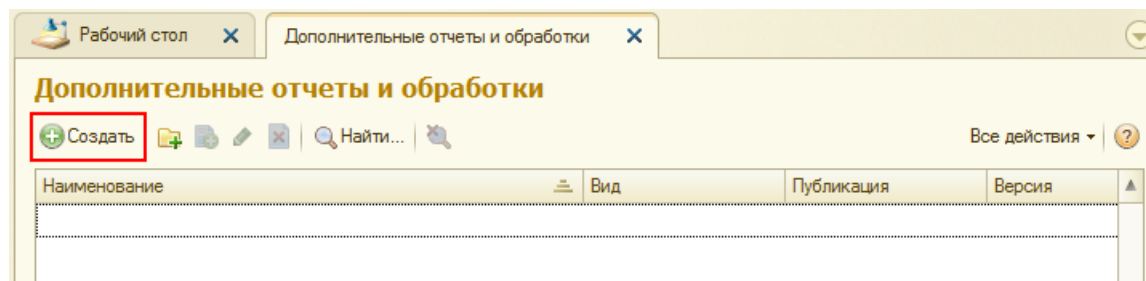 Рабочий стол Дополнительные отчеты и обработки
Дополнительные отчеты и обработки
Создать Найти... Все действия
Наименование Вид Публикация Версия